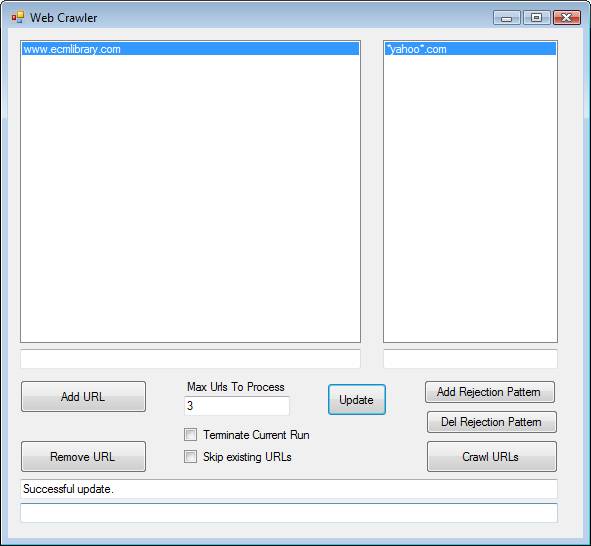 Web Crawler
www.ecmlibrary.com
*yahoo*.com
Add URL
Max Urls To Process
3
Update
Add Rejection Pattern
Del Rejection Pattern
Terminate Current Run
Remove URL
Skip existing URLs
Crawl URLs
Successful update.